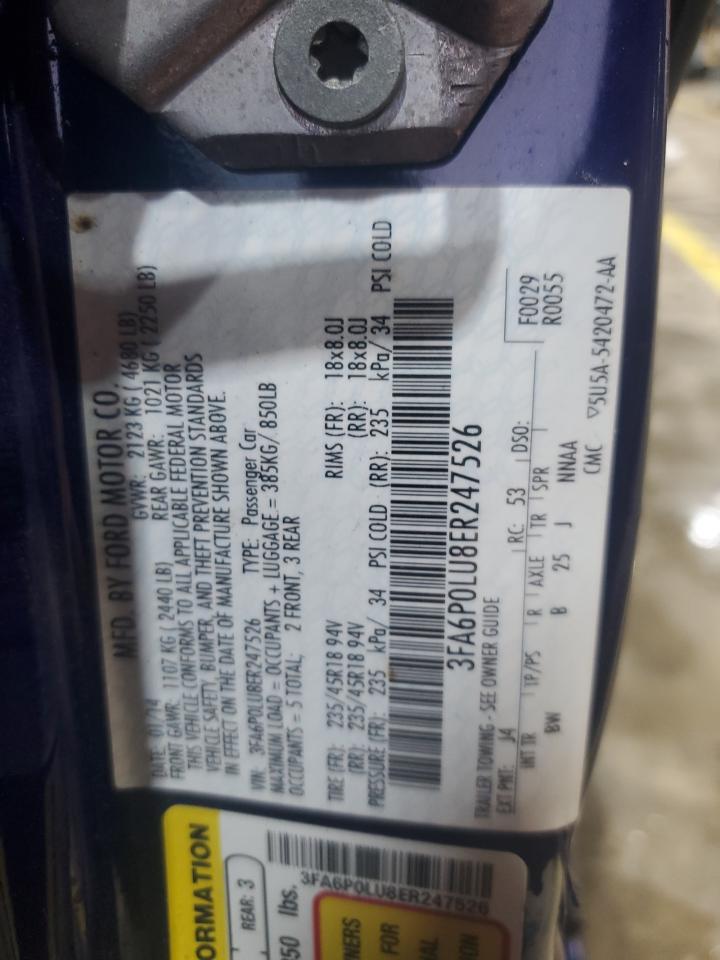 MFD. BY FORD MOTOR CO.
DATE: 01/14 GVWR: 2123 KG ( 4680 LB)
FRONT GAWR: 1107 KG ( 2440 LB) REAR GAWR: 1021 KG ( 2250 LB)
THIS VEHICLE CONFORMS TO ALL APPLICABLE FEDERAL MOTOR
VEHICLE SAFETY, BUMPER, AND THEFT PREVENTION STANDARDS
IN EFFECT ON THE DATE OF MANUFACTURE SHOWN ABOVE.
VIN: 3FA6P0LU8ER247526 TYPE: Passenger Car
MAXIMUM LOAD = OCCUPANTS + LUGGAGE = 385KG/ 850LB
OCCUPANTS = 5 TOTAL: 2 FRONT, 3 REAR
TIRE (FR): 235/45R18 94V RIMS (FR): 18x8.0J
(RR): 235/45R18 94V (RR): 18x8.0J
PRESSURE (FR): 235 kPa/ 34 PSI COLD (RR): 235 kPa/ 34 PSI COLD
3FA6P0LU8ER247526
TRAILER TOWING - SEE OWNER GUIDE F0029
EXT PNT: J4 RC: 53 DSO: R0055
INT TR TP/PS R AXLE TR SPR
BW B 25 J NNAA
CMC ▽5U5A-5420472-AA
ORMATION
REAR: 3
lbs.
3FA6P0LU8ER247526
FOR